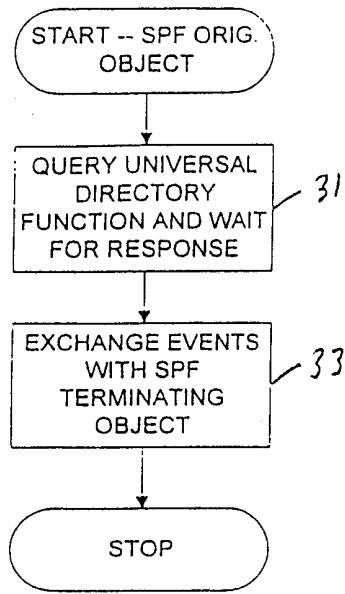 START -- SPF ORIG.
OBJECT
QUERY UNIVERSAL
DIRECTORY
FUNCTION AND WAIT
FOR RESPONSE
31
EXCHANGE EVENTS
WITH SPF
TERMINATING
OBJECT
33
STOP